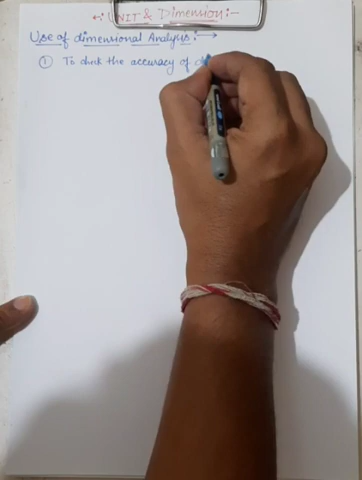 -: UNIT & Dimension :-
Use of dimensional Analysis :→
① To check the accuracy of